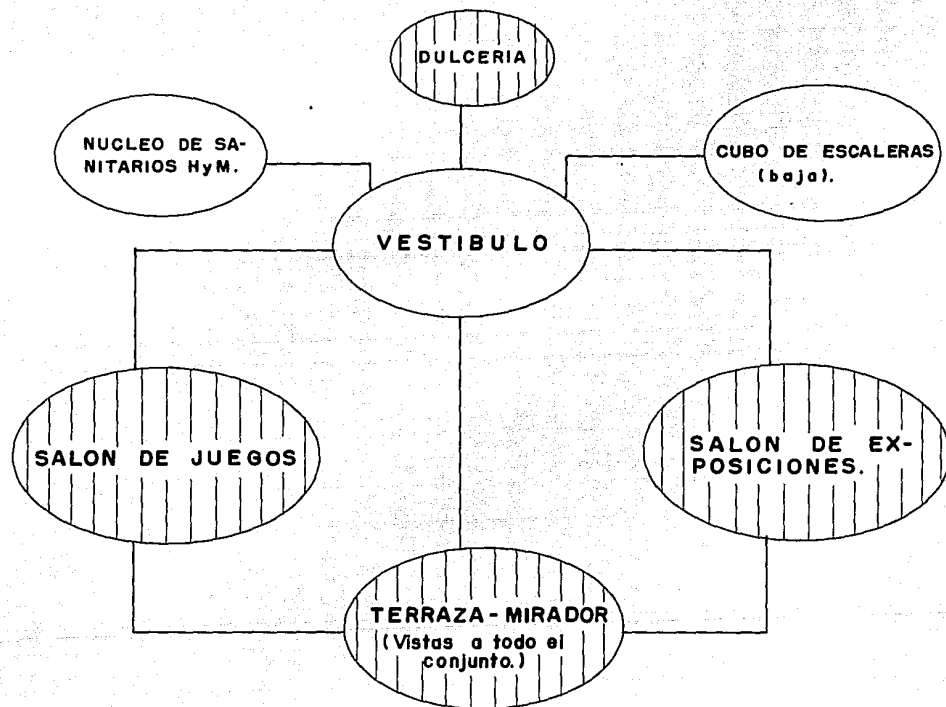 DULCERIA
NUCLEO DE SA-
NITARIOS HyM.
CUBO DE ESCALERAS
(baja).
VESTIBULO
SALON DE JUEGOS
SALON DE EX-
POSICIONES.
TERRAZA-MIRADOR
(Vistas a todo el
conjunto.)